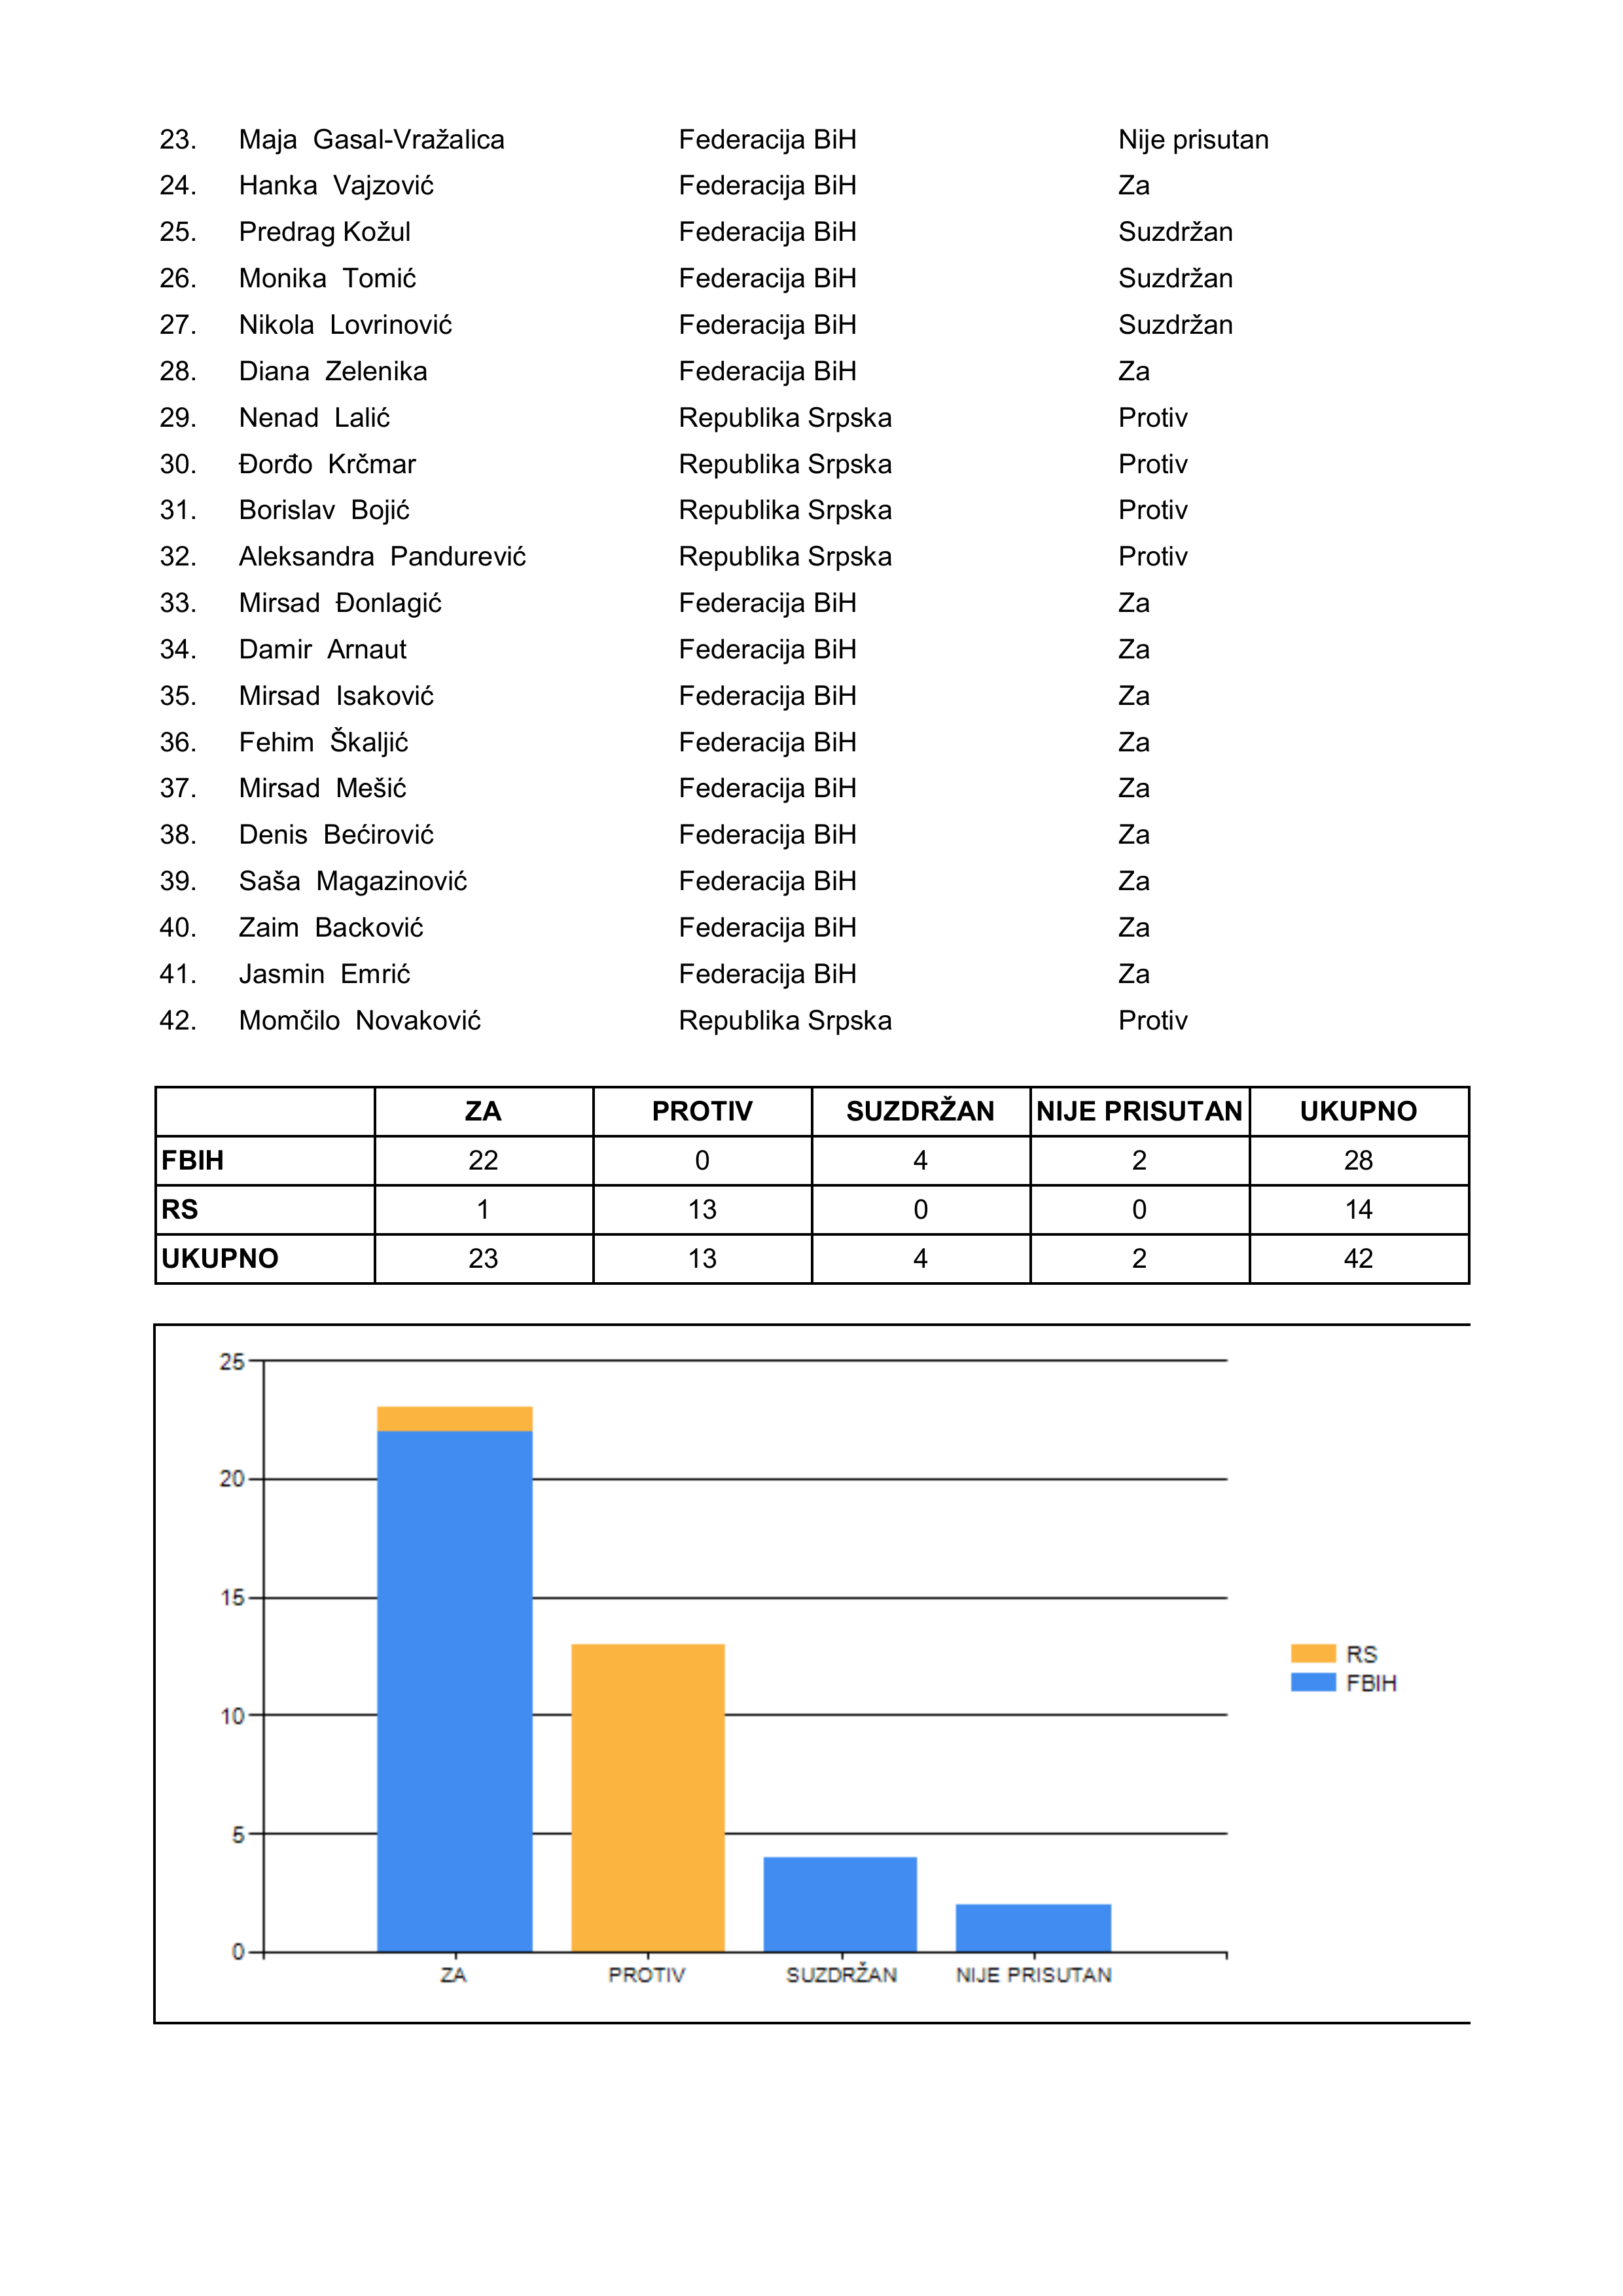 23. Maja Gasal-Vražalica Federacija BiH Nije prisutan
24. Hanka Vajzović Federacija BiH Za
25. Predrag Kožul Federacija BiH Suzdržan
26. Monika Tomić Federacija BiH Suzdržan
27. Nikola Lovrinović Federacija BiH Suzdržan
28. Diana Zelenika Federacija BiH Za
29. Nenad Lalić Republika Srpska Protiv
30. Đorđo Krčmar Republika Srpska Protiv
31. Borislav Bojić Republika Srpska Protiv
32. Aleksandra Pandurević Republika Srpska Protiv
33. Mirsad Đonlagić Federacija BiH Za
34. Damir Arnaut Federacija BiH Za
35. Mirsad Isaković Federacija BiH Za
36. Fehim Škaljić Federacija BiH Za
37. Mirsad Mešić Federacija BiH Za
38. Denis Bećirović Federacija BiH Za
39. Saša Magazinović Federacija BiH Za
40. Zaim Backović Federacija BiH Za
41. Jasmin Emrić Federacija BiH Za
42. Momčilo Novaković Republika Srpska Protiv
ZA PROTIV SUZDRŽAN NIJE PRISUTAN UKUPNO
FBIH 22 0 4 2 28
RS 1 13 0 0 14
UKUPNO 23 13 4 2 42
25
20
15
10
5
0
ZA PROTIV SUZDRŽAN NIJE PRISUTAN
RS
FBIH